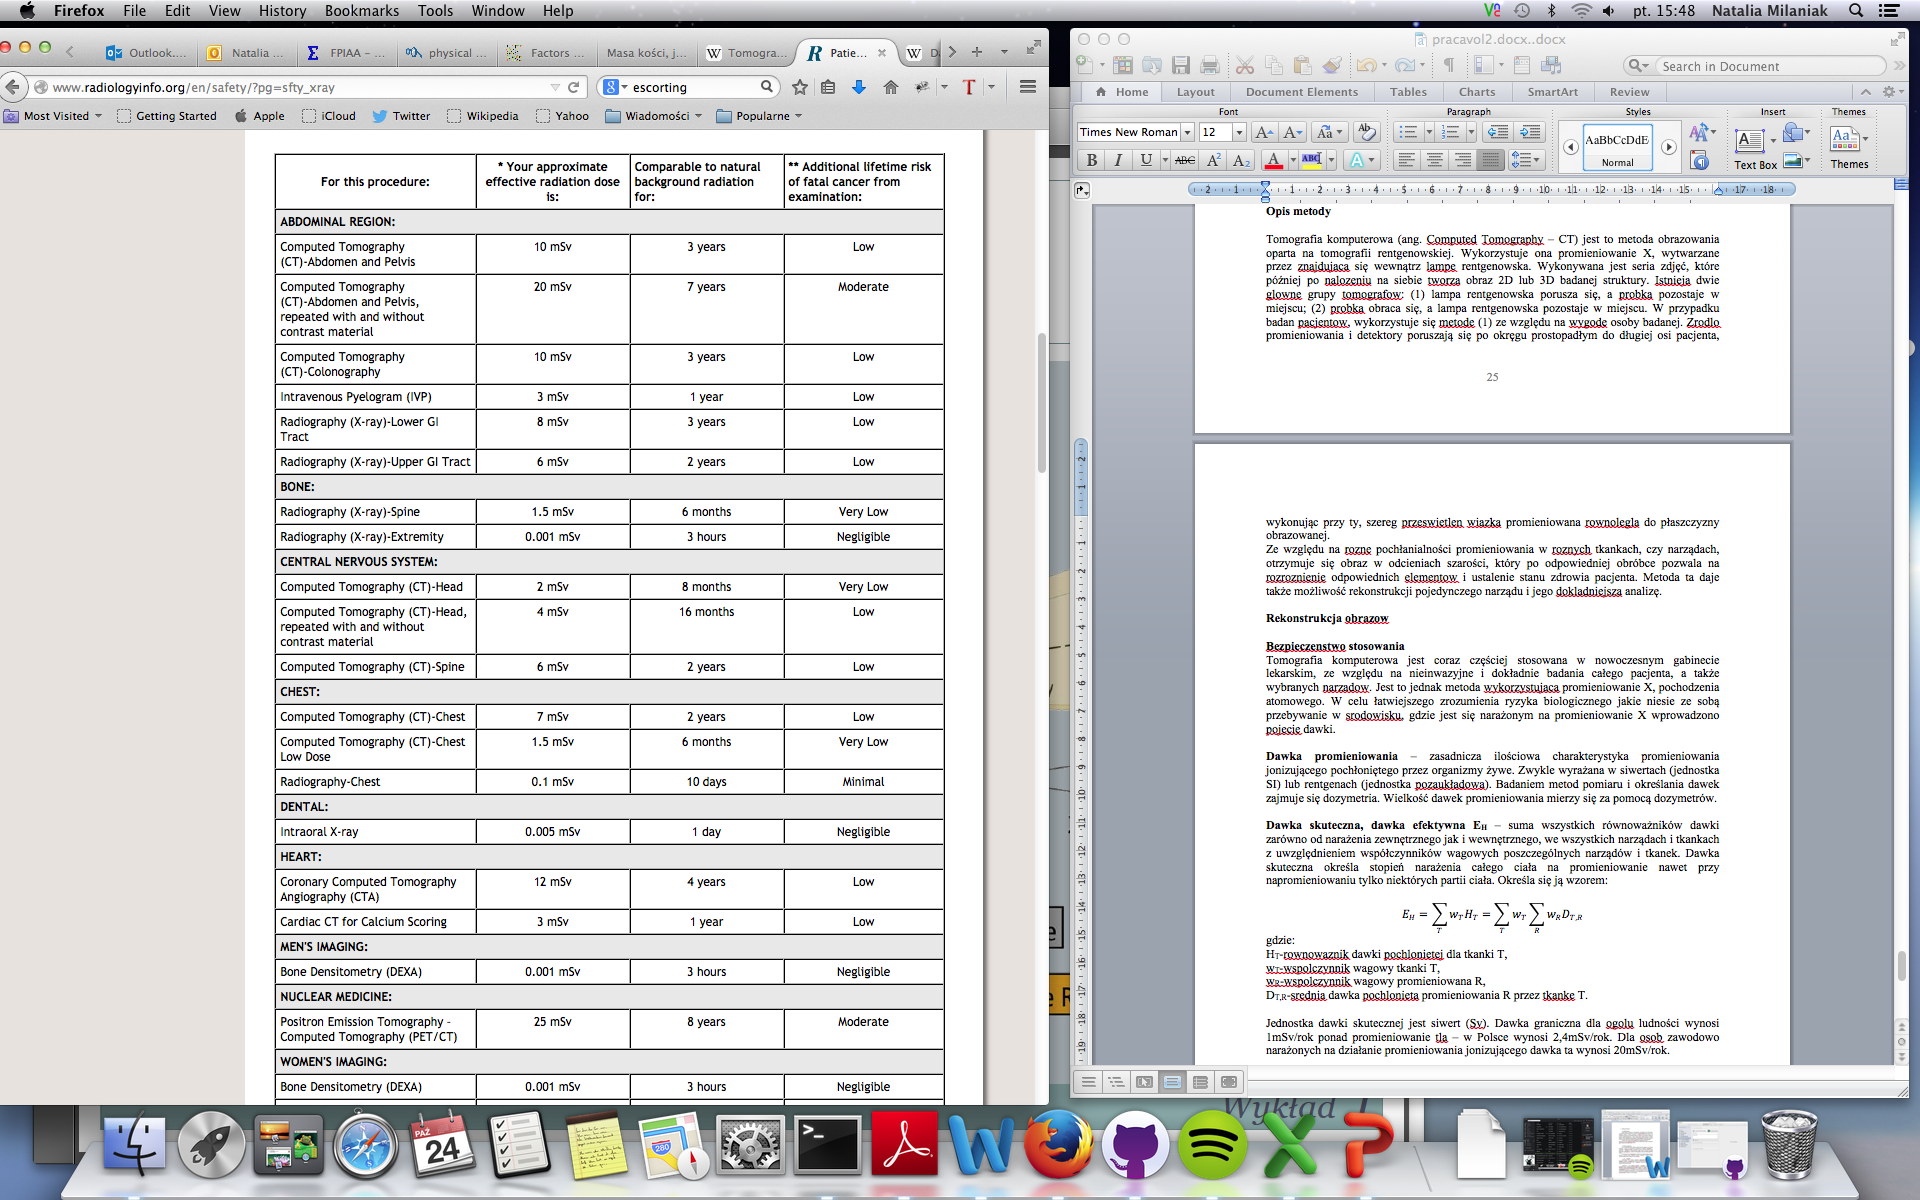 Firefox File Edit View History Bookmarks Tools Window Help
pt. 15:48 Natalia Milaniak
Outlook....
Natalia ...
FPIAA – ...
physical ...
Factors ...
Masa kości, j...
Tomogra...
Patie...
www.radiologyinfo.org/en/safety/?pg=sfty_xray
escorting
Most Visited
Getting Started
Apple
iCloud
Twitter
Wikipedia
Yahoo
Wiadomości
Popularne
For this procedure:
* Your approximate
effective radiation dose
is:
Comparable to natural
background radiation
for:
** Additional lifetime risk
of fatal cancer from
examination:
ABDOMINAL REGION:
Computed Tomography
(CT)-Abdomen and Pelvis
10 mSv
3 years
Low
Computed Tomography
(CT)-Abdomen and Pelvis,
repeated with and without
contrast material
20 mSv
7 years
Moderate
Computed Tomography
(CT)-Colonography
10 mSv
3 years
Low
Intravenous Pyelogram (IVP)
3 mSv
1 year
Low
Radiography (X-ray)-Lower GI
Tract
8 mSv
3 years
Low
Radiography (X-ray)-Upper GI Tract
6 mSv
2 years
Low
BONE:
Radiography (X-ray)-Spine
1.5 mSv
6 months
Very Low
Radiography (X-ray)-Extremity
0.001 mSv
3 hours
Negligible
CENTRAL NERVOUS SYSTEM:
Computed Tomography (CT)-Head
2 mSv
8 months
Very Low
Computed Tomography (CT)-Head,
repeated with and without
contrast material
4 mSv
16 months
Low
Computed Tomography (CT)-Spine
6 mSv
2 years
Low
CHEST:
Computed Tomography (CT)-Chest
7 mSv
2 years
Low
Computed Tomography (CT)-Chest
Low Dose
1.5 mSv
6 months
Very Low
Radiography-Chest
0.1 mSv
10 days
Minimal
DENTAL:
Intraoral X-ray
0.005 mSv
1 day
Negligible
HEART:
Coronary Computed Tomography
Angiography (CTA)
12 mSv
4 years
Low
Cardiac CT for Calcium Scoring
3 mSv
1 year
Low
MEN'S IMAGING:
Bone Densitometry (DEXA)
0.001 mSv
3 hours
Negligible
NUCLEAR MEDICINE:
Positron Emission Tomography –
Computed Tomography (PET/CT)
25 mSv
8 years
Moderate
WOMEN'S IMAGING:
Bone Densitometry (DEXA)
0.001 mSv
3 hours
Negligible
pracavol2.docx..docx
Search in Document
Home Layout Document Elements Tables Charts SmartArt Review
Font Paragraph Styles Insert Themes
Times New Roman 12
AaBbCcDdE
Normal
Text Box Themes
Opis metody
Tomografia komputerowa (ang. Computed Tomography – CT) jest to metoda obrazowania
oparta na tomografii rentgenowskiej. Wykorzystuje ona promieniowanie X, wytwarzane
przez znajdujaca się wewnątrz lampe rentgenowska. Wykonywana jest seria zdjęć, które
później po nalozeniu na siebie tworza obraz 2D lub 3D badanej struktury. Istnieja dwie
glowne grupy tomografow: (1) lampa rentgenowska porusza się, a probka pozostaje w
miejscu; (2) probka obraca się, a lampa rentgenowska pozostaje w miejscu. W przypadku
badan pacjentow, wykorzystuje się metode (1) ze względu na wygode osoby badanej. Zrodlo
promieniowania i detektory poruszają się po okręgu prostopadłym do długiej osi pacjenta,
25
wykonując przy ty, szereg przeswietlen wiazka promieniowana rownolegla do płaszczyzny
obrazowanej.
Ze względu na rozne pochłanialności promieniowania w roznych tkankach, czy narządach,
otrzymuje się obraz w odcieniach szarości, który po odpowiedniej obróbce pozwala na
rozroznienie odpowiednich elementow i ustalenie stanu zdrowia pacjenta. Metoda ta daje
także możliwość rekonstrukcji pojedynczego narządu i jego dokladniejsza analizę.
Rekonstrukcja obrazow
Bezpieczenstwo stosowania
Tomografia komputerowa jest coraz częściej stosowana w nowoczesnym gabinecie
lekarskim, ze względu na nieinwazyjne i dokładnie badania całego pacjenta, a także
wybranych narzadow. Jest to jednak metoda wykorzystujaca promieniowanie X, pochodzenia
atomowego. W celu łatwiejszego zrozumienia ryzyka biologicznego jakie niesie ze sobą
przebywanie w srodowisku, gdzie jest się narażonym na promieniowanie X wprowadzono
pojecie dawki.
Dawka promieniowania – zasadnicza ilościowa charakterystyka promieniowania
jonizującego pochłoniętego przez organizmy żywe. Zwykle wyrażana w siwertach (jednostka
SI) lub rentgenach (jednostka pozaukładowa). Badaniem metod pomiaru i określania dawek
zajmuje się dozymetria. Wielkość dawek promieniowania mierzy się za pomocą dozymetrów.
Dawka skuteczna, dawka efektywna EH – suma wszystkich równoważników dawki
zarówno od narażenia zewnętrznego jak i wewnętrznego, we wszystkich narządach i tkankach
z uwzględnieniem współczynników wagowych poszczególnych narządów i tkanek. Dawka
skuteczna określa stopień narażenia całego ciała na promieniowanie nawet przy
napromieniowaniu tylko niektórych partii ciała. Określa się ją wzorem:
E_H = ∑_T w_T H_T = ∑_T w_T ∑_R w_R D_T,R
gdzie:
HT-rownowaznik dawki pochlonietej dla tkanki T,
wT-wspolczynnik wagowy tkanki T,
wR-wspolczynnik wagowy promieniowana R,
DT,R-srednia dawka pochlonieta promieniowania R przez tkanke T.
Jednostka dawki skutecznej jest siwert (Sv). Dawka graniczna dla ogolu ludności wynosi
1mSv/rok ponad promieniowanie tla – w Polsce wynosi 2,4mSv/rok. Dla osob zawodowo
narażonych na działanie promieniowania jonizującego dawka ta wynosi 20mSv/rok.
Wykład 1
PAŹ
24
280